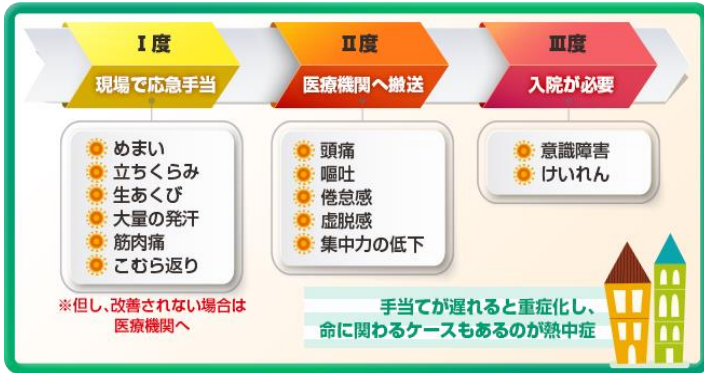 Ⅰ度
現場で応急手当
めまい
立ちくらみ
生あくび
大量の発汗
筋肉痛
こむら返り
※但し、改善されない場合は
医療機関へ
Ⅱ度
医療機関へ搬送
頭痛
嘔吐
倦怠感
虚脱感
集中力の低下
Ⅲ度
入院が必要
意識障害
けいれん
手当てが遅れると重症化し、
命に関わるケースもあるのが熱中症